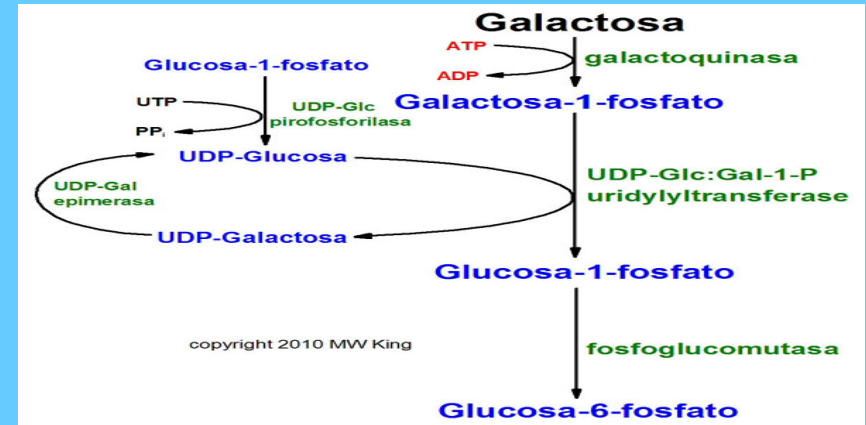 Galactosa
ATP
galactoquinasa
ADP
Glucosa-1-fosfato
Galactosa-1-fosfato
UTP
UDP-Glc
pirofosforilasa
PPi
UDP-Glucosa
UDP-Glc:Gal-1-P
uridylyltransferase
UDP-Gal
epimerasa
UDP-Galactosa
Glucosa-1-fosfato
copyright 2010 MW King
fosfoglucomutasa
Glucosa-6-fosfato